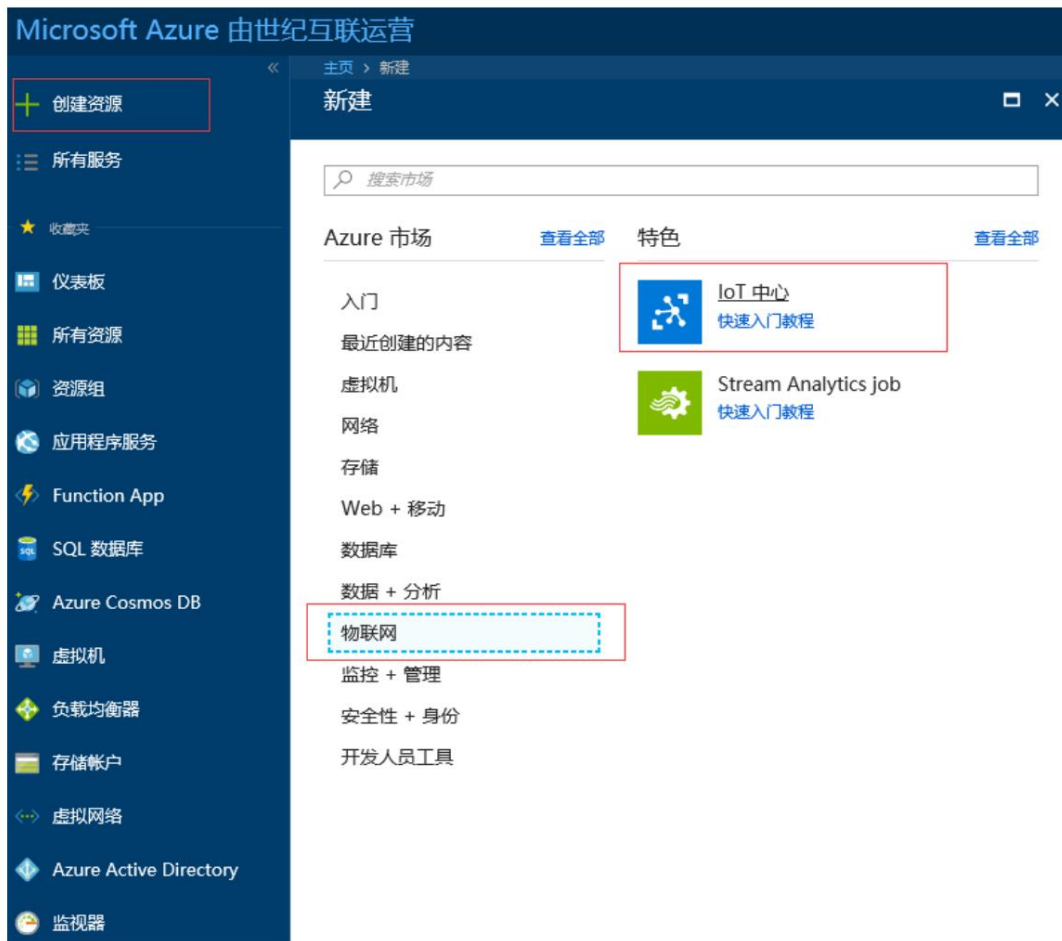 Microsoft Azure 由世纪互联运营
«
主页 > 新建
新建
创建资源
所有服务
收藏夹
仪表板
所有资源
资源组
应用程序服务
Function App
SQL 数据库
Azure Cosmos DB
虚拟机
负载均衡器
存储帐户
虚拟网络
Azure Active Directory
监视器
搜索市场
Azure 市场 查看全部
入门
最近创建的内容
虚拟机
网络
存储
Web + 移动
数据库
数据 + 分析
物联网
监控 + 管理
安全性 + 身份
开发人员工具
特色 查看全部
IoT 中心
快速入门教程
Stream Analytics job
快速入门教程